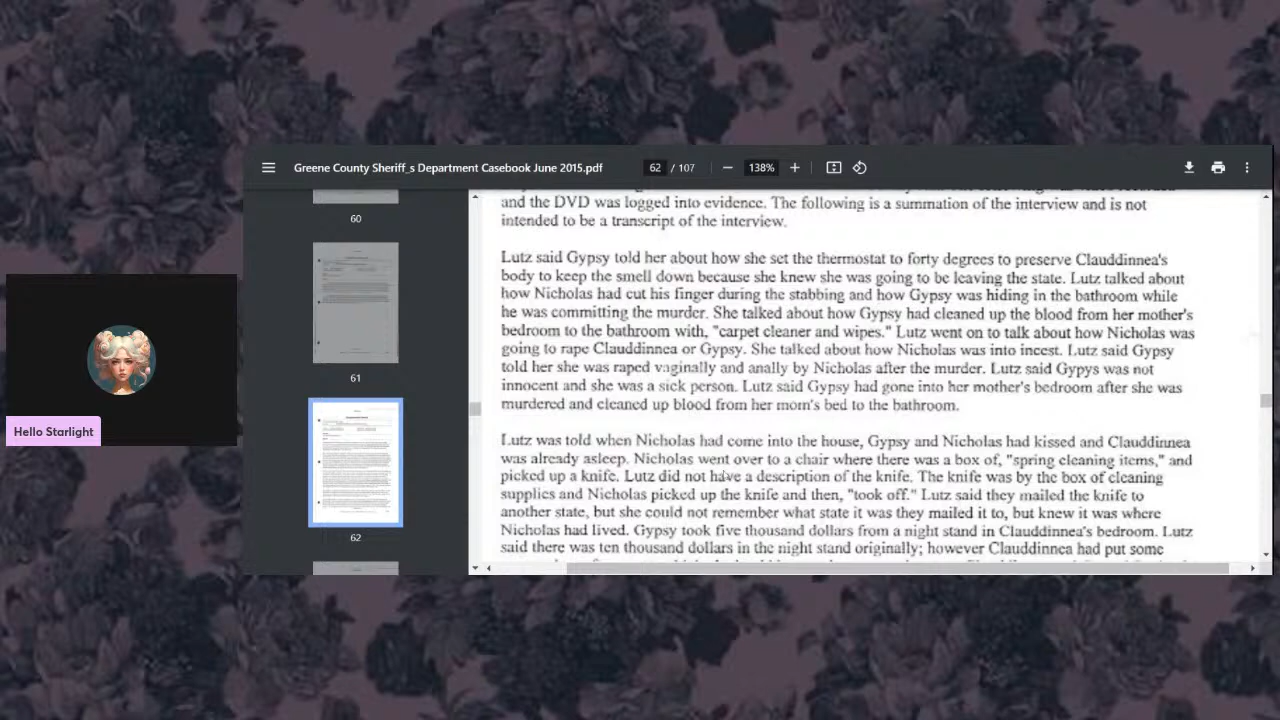 Greene County Sheriff_s Department Casebook June 2015.pdf
62 / 107
138%
60
61
62
Hello Starlight
and the DVD was logged into evidence. The following is a summation of the interview and is not
intended to be a transcript of the interview.
Lutz said Gypsy told her about how she set the thermostat to forty degrees to preserve Clauddinnea's
body to keep the smell down because she knew she was going to be leaving the state. Lutz talked about
how Nicholas had cut his finger during the stabbing and how Gypsy was hiding in the bathroom while
he was committing the murder. She talked about how Gypsy had cleaned up the blood from her mother's
bedroom to the bathroom with, "carpet cleaner and wipes." Lutz went on to talk about how Nicholas was
going to rape Clauddinnea or Gypsy. She talked about how Nicholas was into incest. Lutz said Gypsy
told her she was raped vaginally and anally by Nicholas after the murder. Lutz said Gypys was not
innocent and she was a sick person. Lutz said Gypsy had gone into her mother's bedroom after she was
murdered and cleaned up blood from her mom's bed to the bathroom.
Lutz was told when Nicholas had come into the house, Gypsy and Nicholas had kissed and Clauddinnea
was already asleep. Nicholas went over to a chair where there was a box of, "spring cleaning items," and
picked up a knife. Lutz did not have a description of the knife. The knife was by the box of cleaning
supplies and Nicholas picked up the knife and then, "took off." Lutz said they mailed the knife to
another state, but she could not remember what state it was they mailed it to, but knew it was where
Nicholas had lived. Gypsy took five thousand dollars from a night stand in Clauddinnea's bedroom. Lutz
said there was ten thousand dollars in the night stand originally; however Clauddinnea had put some